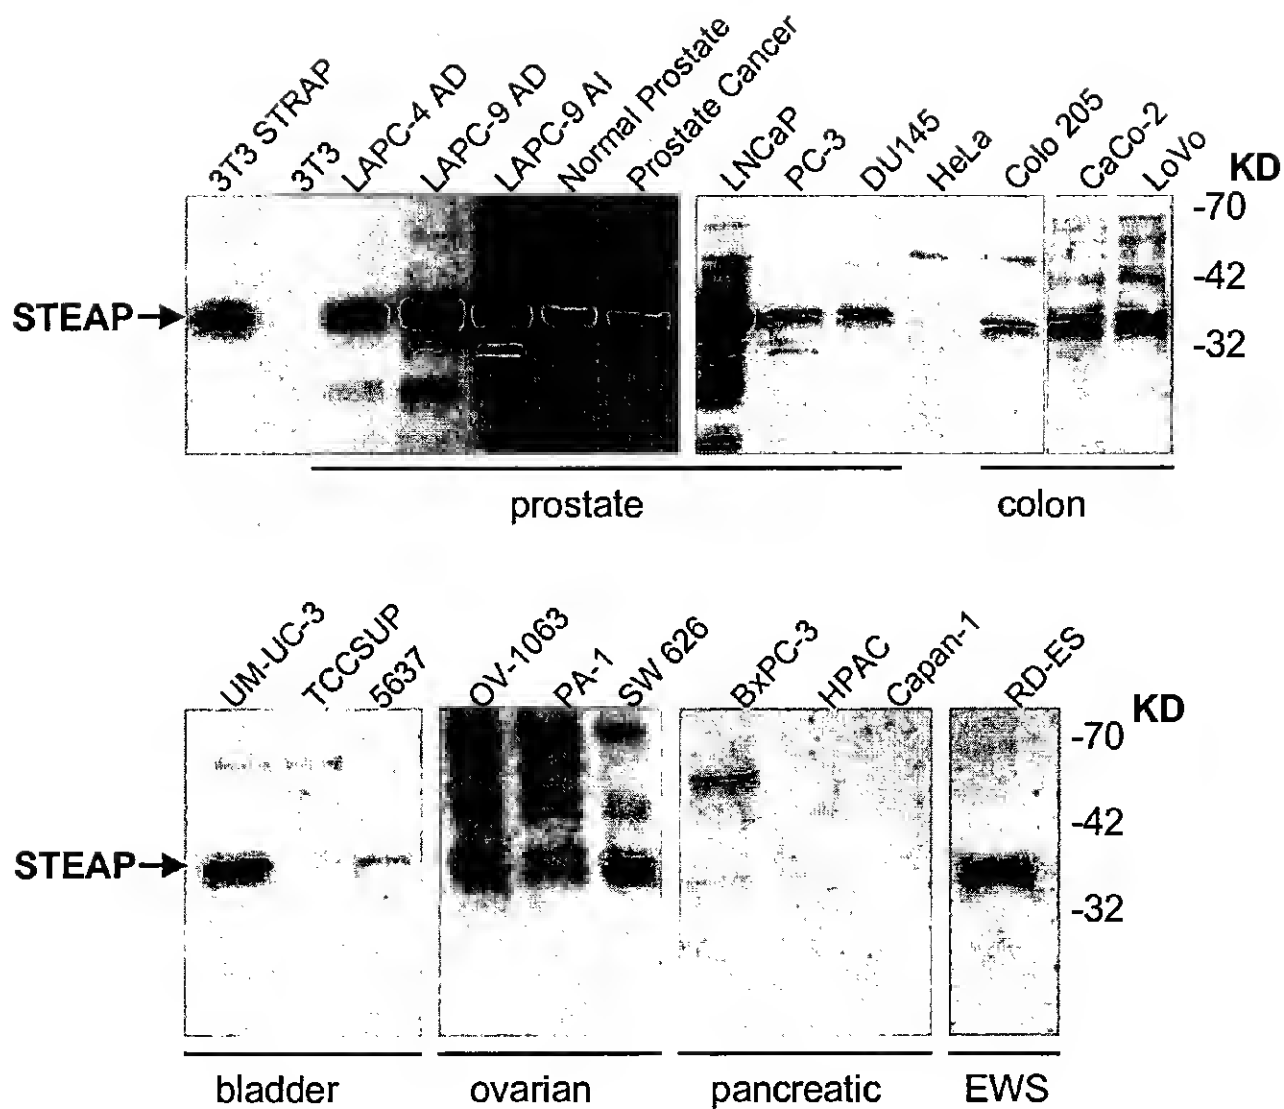 3T3 STRAP
3T3
LAPC-4 AD
LAPC-9 AD
LAPC-9 AI
Normal Prostate
Prostate Cancer
LNCaP
PC-3
DU145
HeLa
Colo 205
CaCo-2
LoVo
KD
-70
-42
STEAP
-32
prostate
colon
UM-UC-3
TCCSUP
5637
OV-1063
PA-1
SW 626
BxPC-3
HPAC
Capan-1
RD-ES
KD
-70
-42
STEAP
-32
bladder
ovarian
pancreatic
EWS